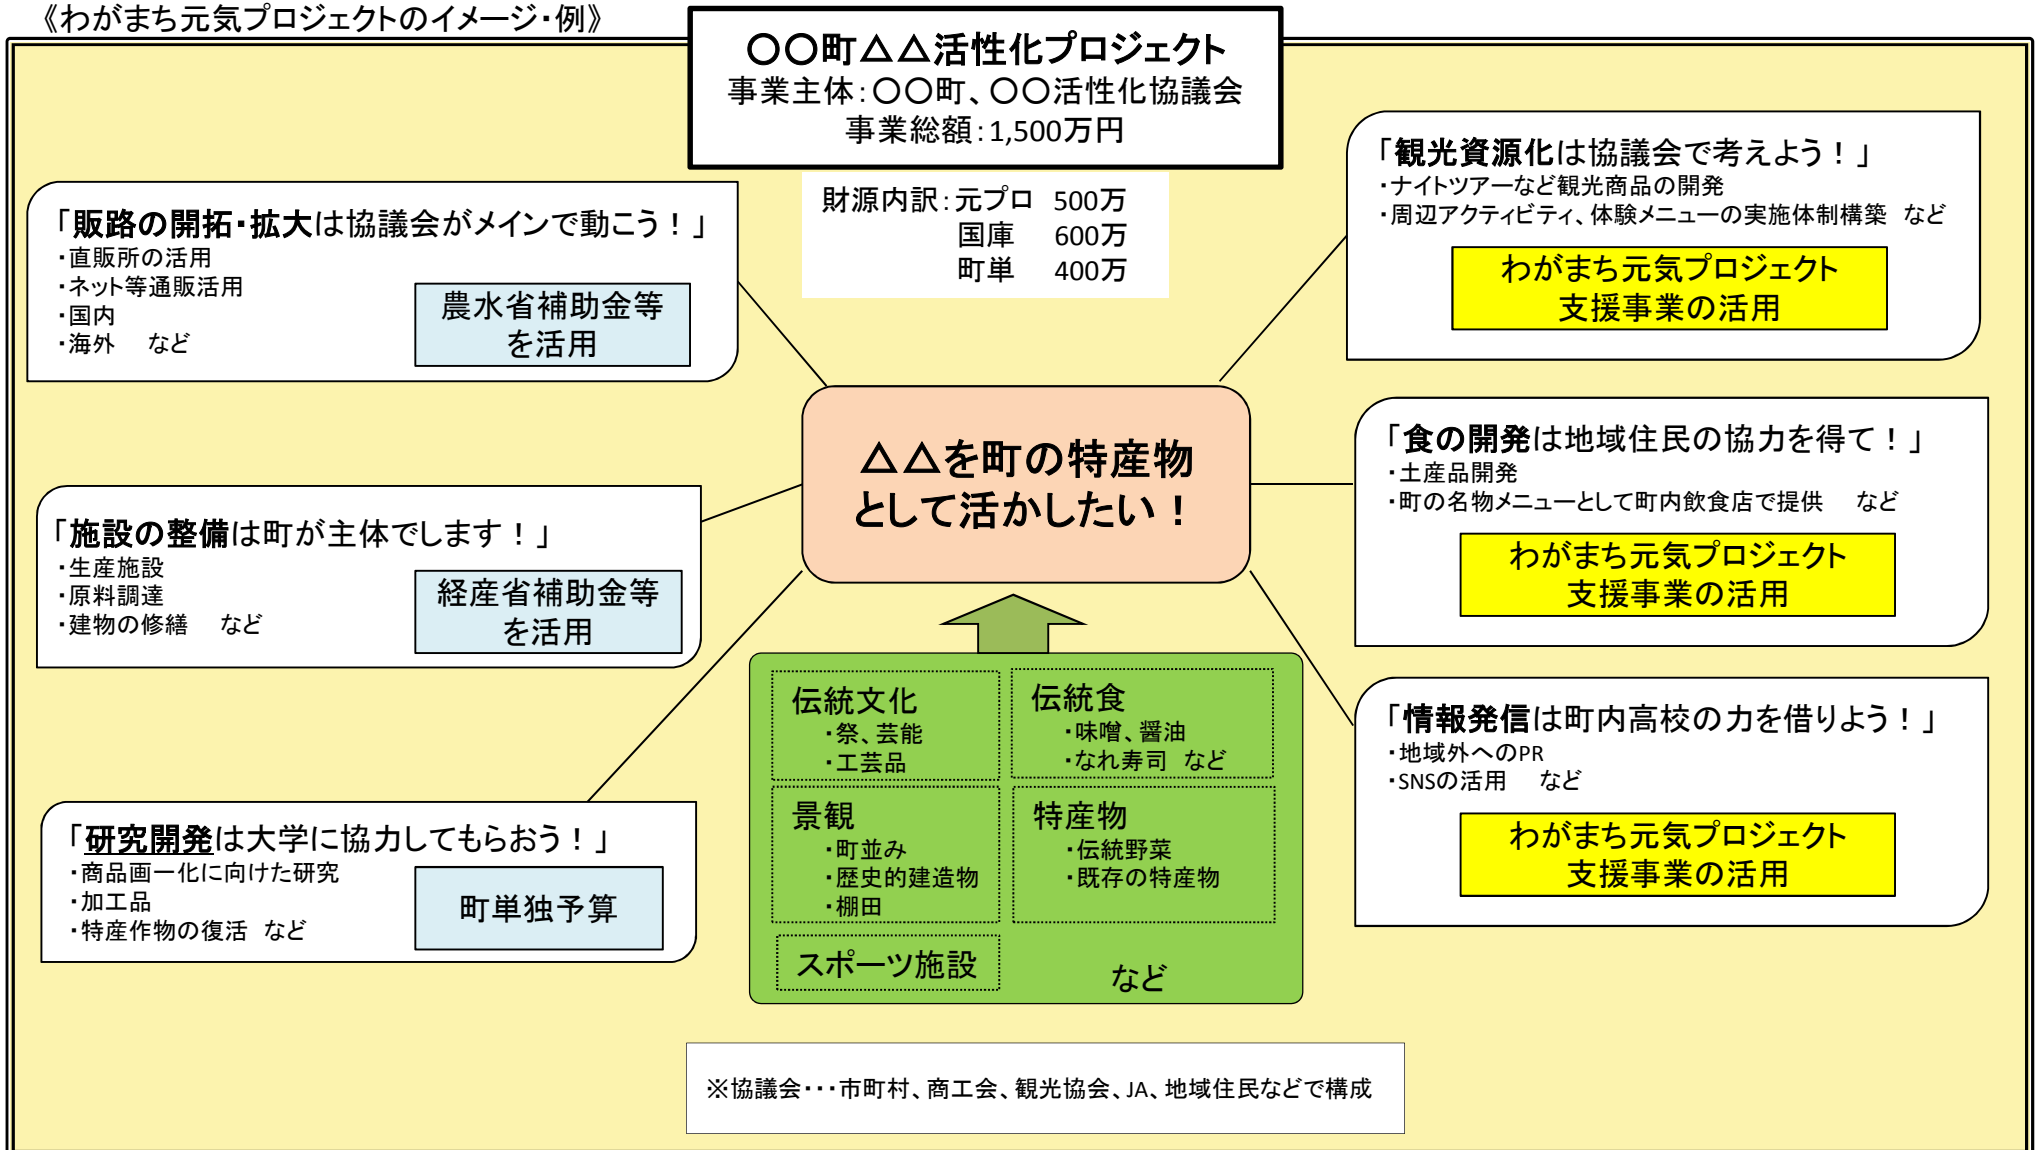 《わがまち元気プロジェクトのイメージ・例》
〇〇町△△活性化プロジェクト
事業主体:〇〇町、〇〇活性化協議会
事業総額:1,500万円
財源内訳:元プロ 500万
国庫 600万
町単 400万
「販路の開拓・拡大は協議会がメインで動こう!」
・直販所の活用
・ネット等通販活用
・国内
・海外 など
農水省補助金等
を活用
「施設の整備は町が主体でします!」
・生産施設
・原料調達
・建物の修繕 など
経産省補助金等
を活用
「研究開発は大学に協力してもらおう!」
・商品画一化に向けた研究
・加工品
・特産作物の復活 など
町単独予算
△△を町の特産物
として活かしたい!
伝統文化
・祭、芸能
・工芸品
伝統食
・味噌、醤油
・なれ寿司 など
景観
・町並み
・歴史的建造物
・棚田
特産物
・伝統野菜
・既存の特産物
スポーツ施設
など
「観光資源化は協議会で考えよう!」
・ナイトツアーなど観光商品の開発
・周辺アクティビティ、体験メニューの実施体制構築 など
わがまち元気プロジェクト
支援事業の活用
「食の開発は地域住民の協力を得て!」
・土産品開発
・町の名物メニューとして町内飲食店で提供 など
わがまち元気プロジェクト
支援事業の活用
「情報発信は町内高校の力を借りよう!」
・地域外へのPR
・SNSの活用 など
わがまち元気プロジェクト
支援事業の活用
※協議会・・・市町村、商工会、観光協会、JA、地域住民などで構成